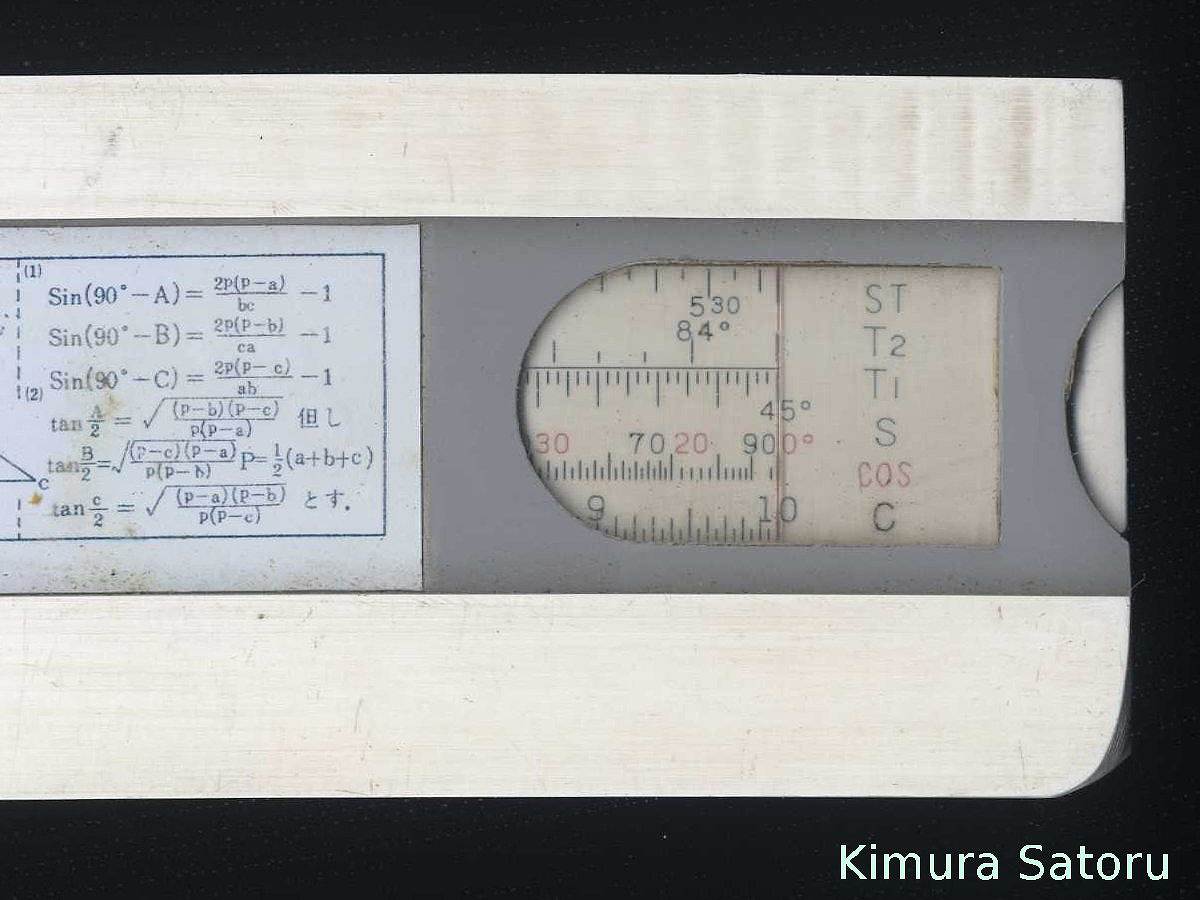 (1)
Sin(90°-A)= 2p(p-a)/bc -1
Sin(90°-B)= 2p(p-b)/ca -1
(2)
Sin(90°-C)= 2p(p-c)/ab -1
tan A/2 = √(p-b)(p-c)/p(p-a) 但し
tan B/2 = √(p-c)(p-a)/p(p-b) P= 1/2 (a+b+c)
c
tan c/2 = √(p-a)(p-b)/p(p-c) とす.
530
84°
45°
30 70 20 90 0°
9 10
ST
T2
T1
S
COS
C
Kimura Satoru